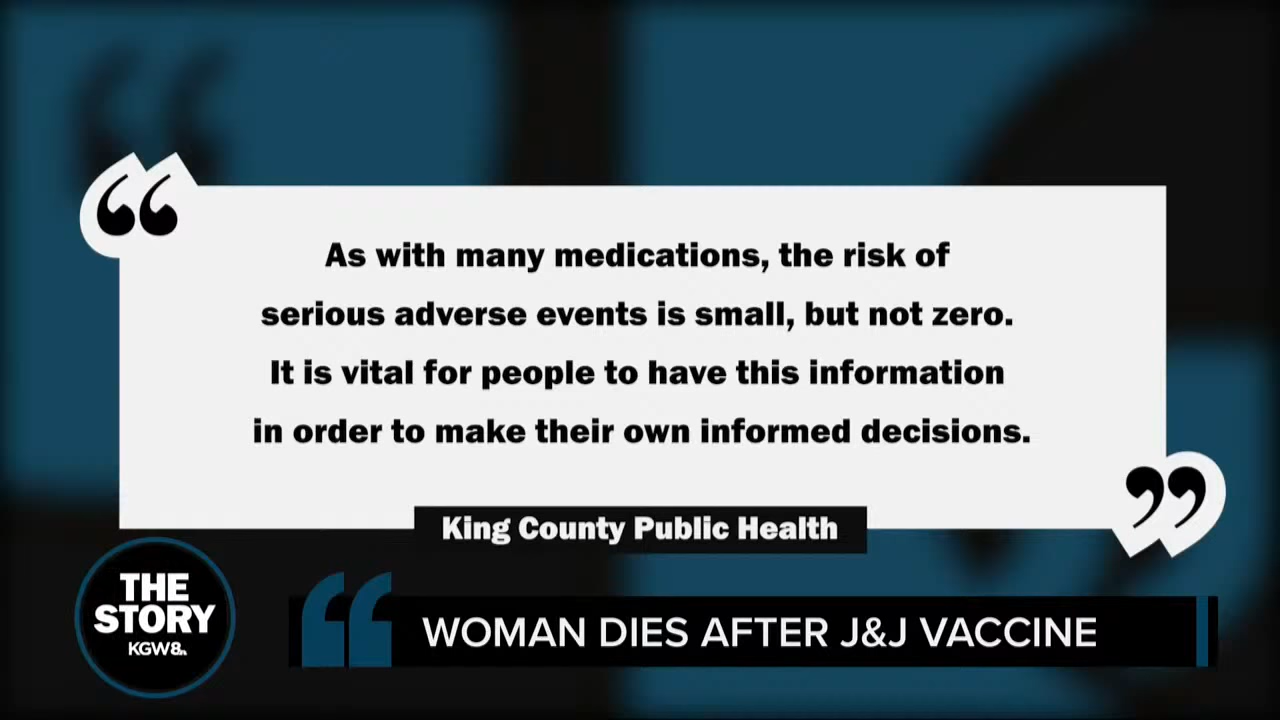 As with many medications, the risk of
serious adverse events is small, but not zero.
It is vital for people to have this information
in order to make their own informed decisions.
King County Public Health
THE
STORY
KGW8
WOMAN DIES AFTER J&J VACCINE